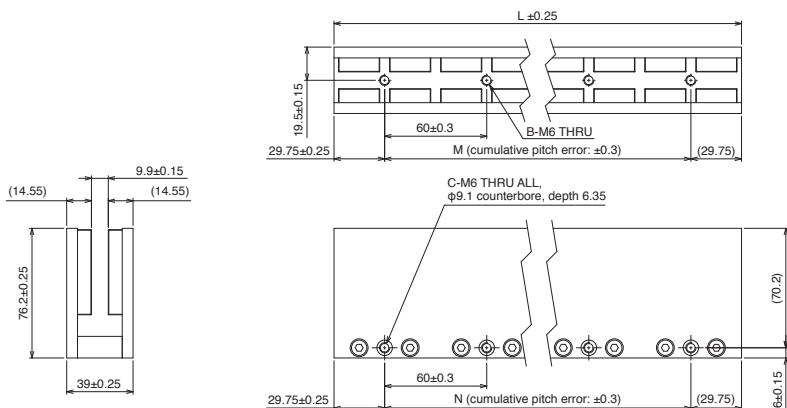 L ±0.25
19.5±0.15
60±0.3
B-M6 THRU
29.75±0.25
M (cumulative pitch error: ±0.3)
(29.75)
9.9±0.15
(14.55)
(14.55)
C-M6 THRU ALL,
φ9.1 counterbore, depth 6.35
76.2±0.25
(70.2)
39±0.25
60±0.3
29.75±0.25
N (cumulative pitch error: ±0.3)
(29.75)
6±0.15